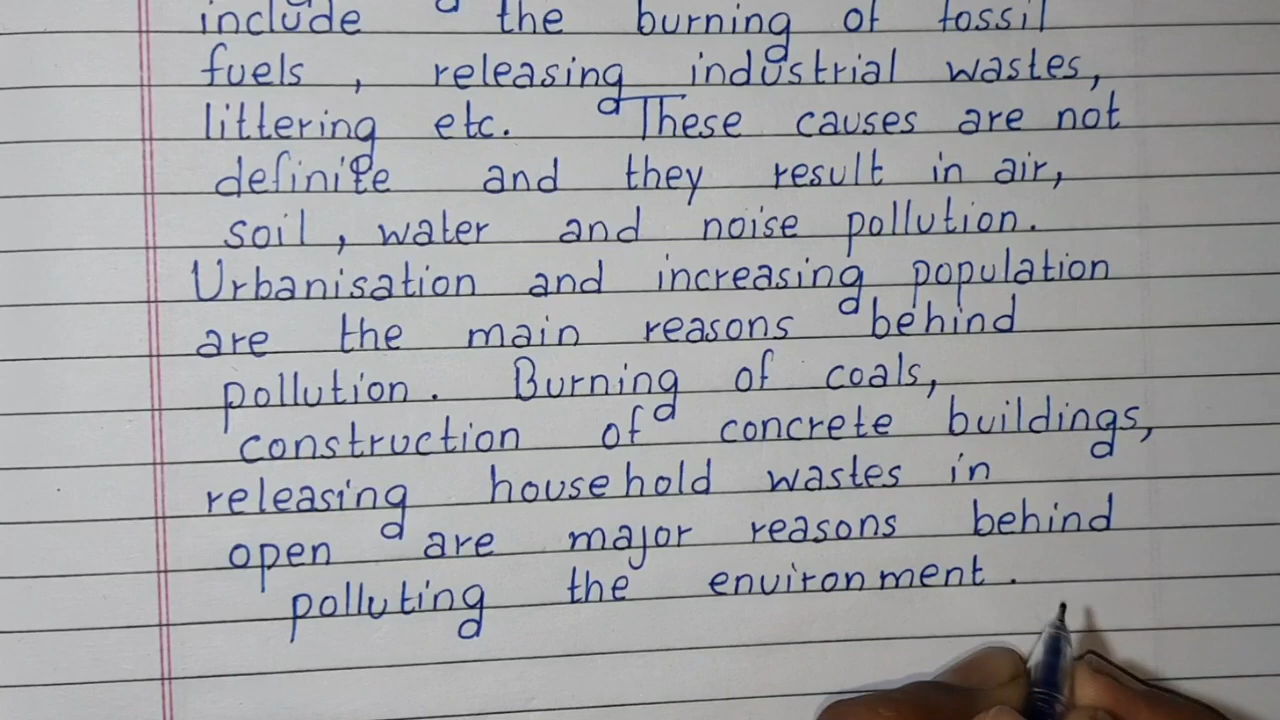 include the burning of fossil
fuels , releasing industrial wastes,
littering etc. These causes are not
definite and they result in air,
soil , water and noise pollution.
Urbanisation and increasing population
are the main reasons behind
pollution. Burning of coals,
construction of concrete buildings,
releasing household wastes in
open are major reasons behind
polluting the environment.